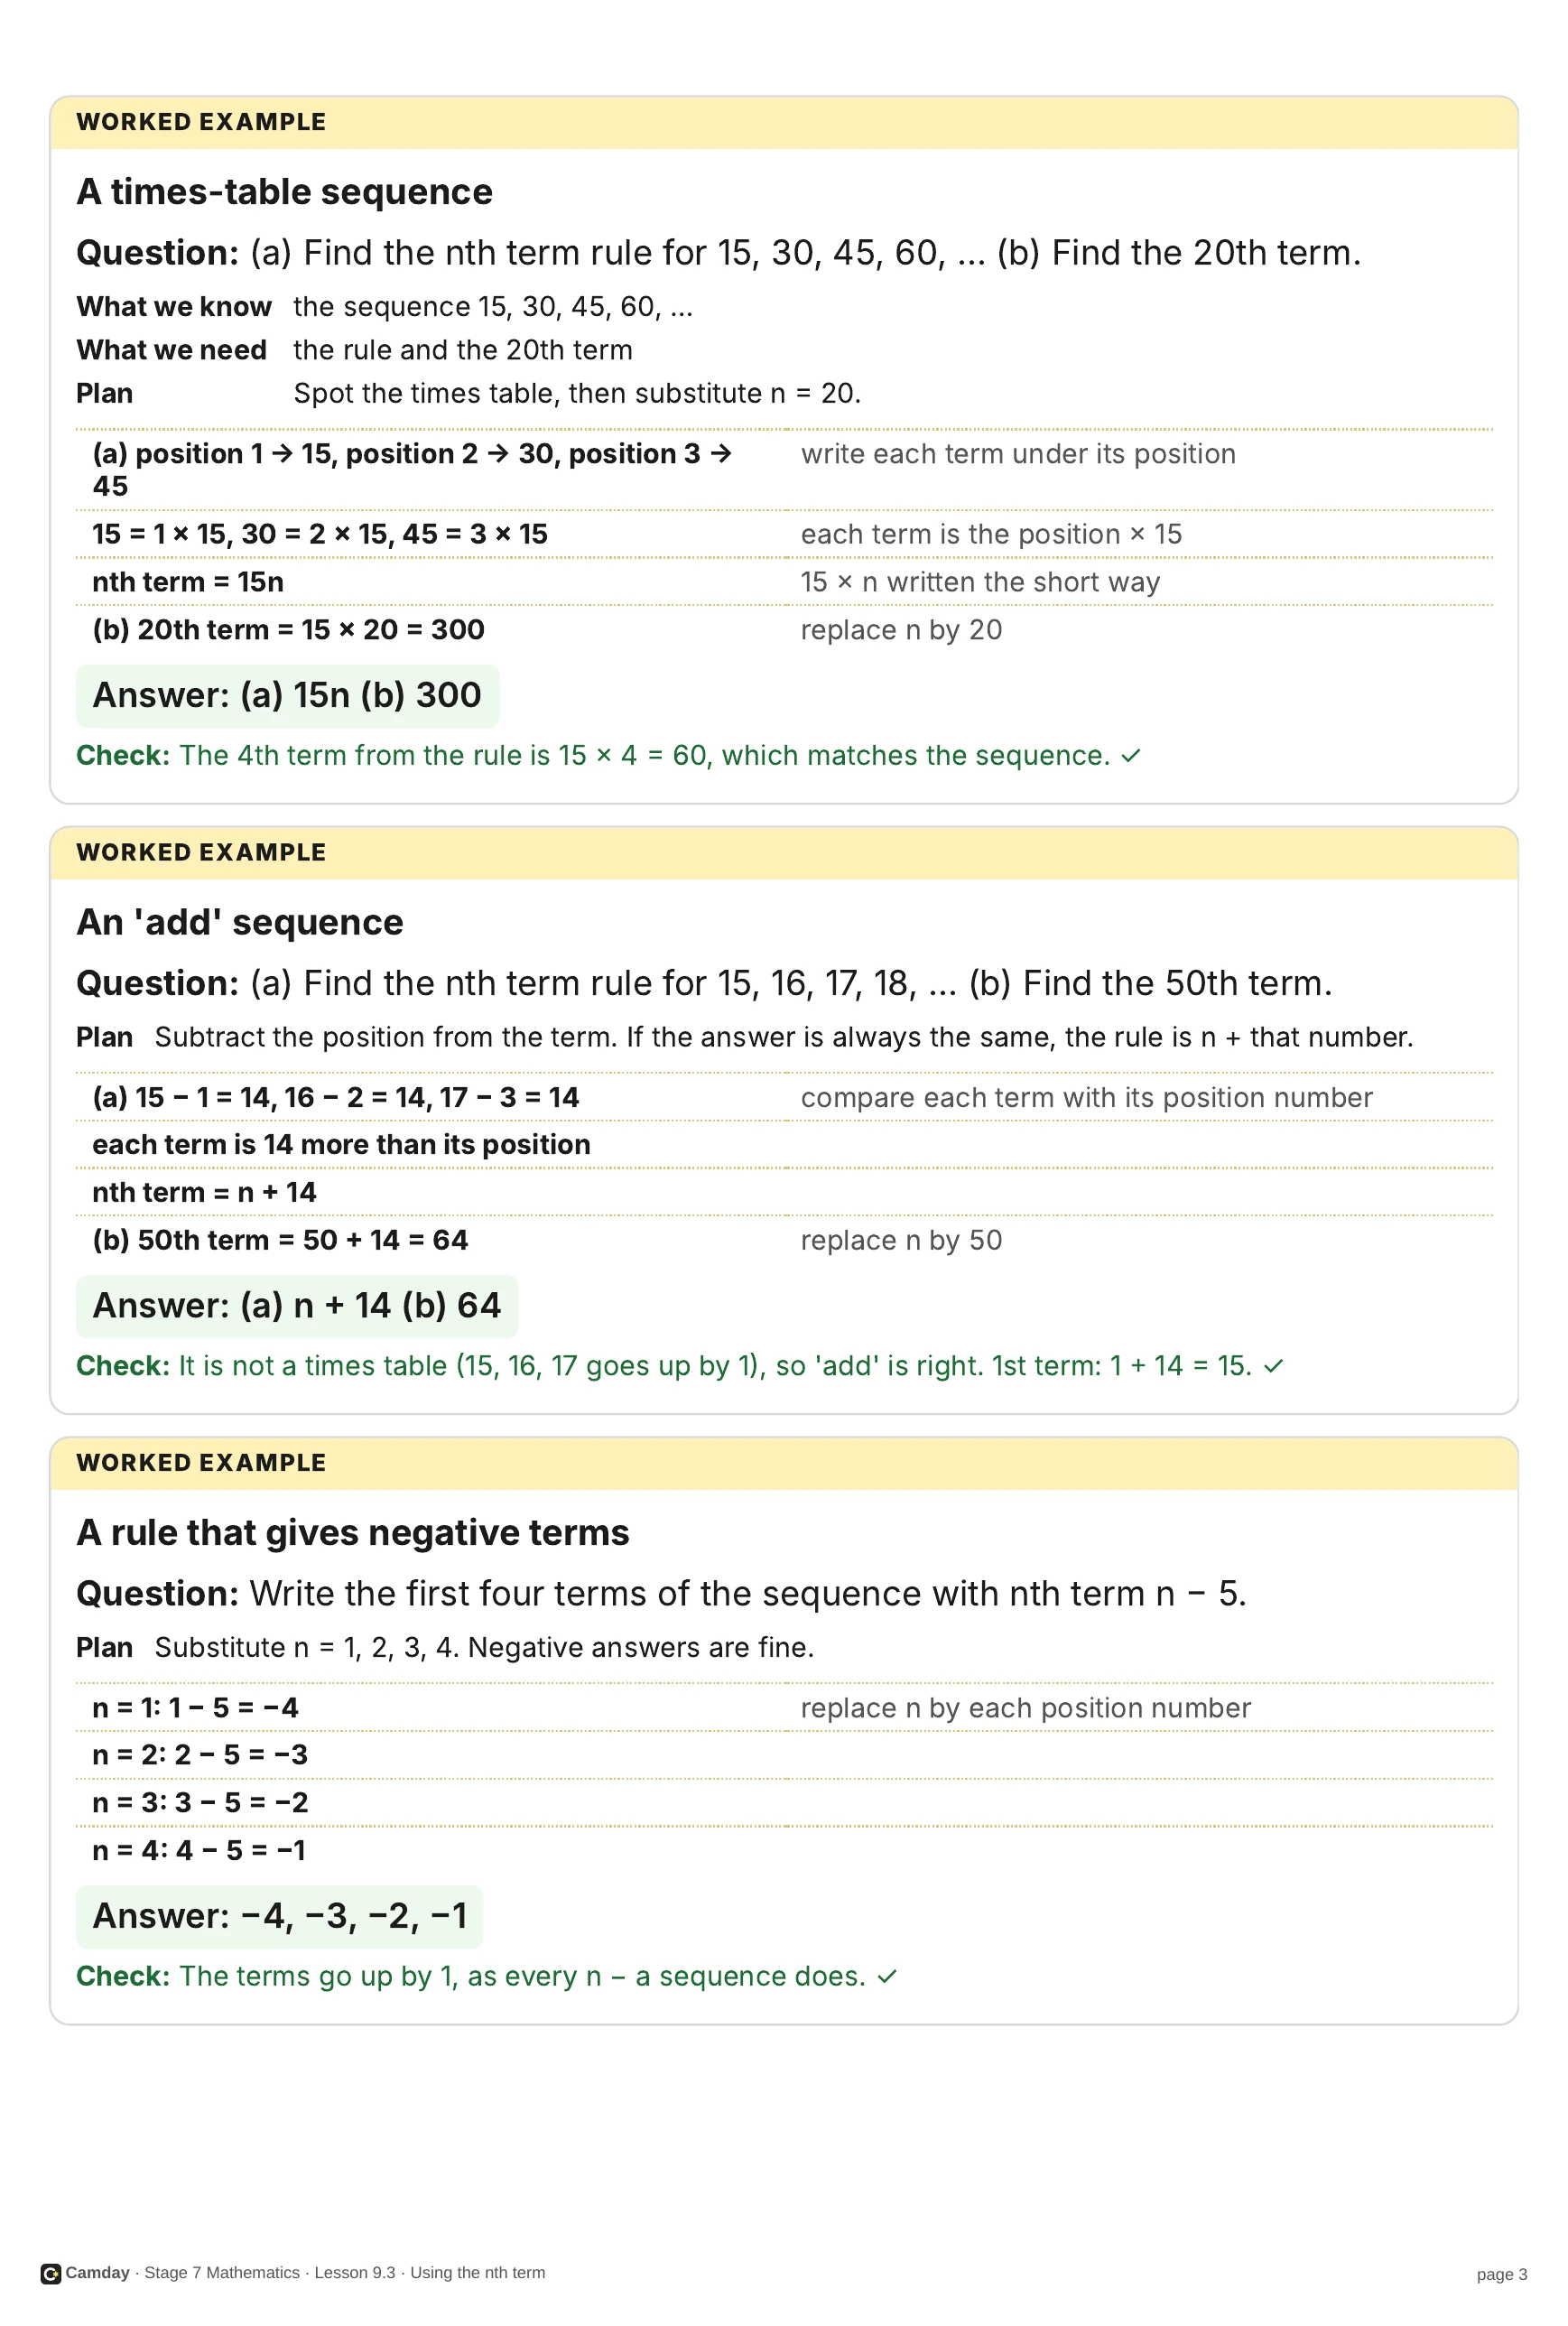 WORKED EXAMPLE
A times-table sequence
Question: (a) Find the nth term rule for 15, 30, 45, 60, … (b) Find the 20th term.
What we know the sequence 15, 30, 45, 60, …
What we need the rule and the 20th term
Plan Spot the times table, then substitute n = 20.
(a) position 1 → 15, position 2 → 30, position 3 → write each term under its position
45
15 = 1 × 15, 30 = 2 × 15, 45 = 3 × 15 each term is the position × 15
nth term = 15n 15 × n written the short way
(b) 20th term = 15 × 20 = 300 replace n by 20
Answer: (a) 15n (b) 300
Check: The 4th term from the rule is 15 × 4 = 60, which matches the sequence. ✓
WORKED EXAMPLE
An 'add' sequence
Question: (a) Find the nth term rule for 15, 16, 17, 18, … (b) Find the 50th term.
Plan Subtract the position from the term. If the answer is always the same, the rule is n + that number.
(a) 15 − 1 = 14, 16 − 2 = 14, 17 − 3 = 14 compare each term with its position number
each term is 14 more than its position
nth term = n + 14
(b) 50th term = 50 + 14 = 64 replace n by 50
Answer: (a) n + 14 (b) 64
Check: It is not a times table (15, 16, 17 goes up by 1), so 'add' is right. 1st term: 1 + 14 = 15. ✓
WORKED EXAMPLE
A rule that gives negative terms
Question: Write the first four terms of the sequence with nth term n − 5.
Plan Substitute n = 1, 2, 3, 4. Negative answers are fine.
n = 1: 1 − 5 = −4 replace n by each position number
n = 2: 2 − 5 = −3
n = 3: 3 − 5 = −2
n = 4: 4 − 5 = −1
Answer: −4, −3, −2, −1
Check: The terms go up by 1, as every n − a sequence does. ✓
Camday · Stage 7 Mathematics · Lesson 9.3 · Using the nth term page 3